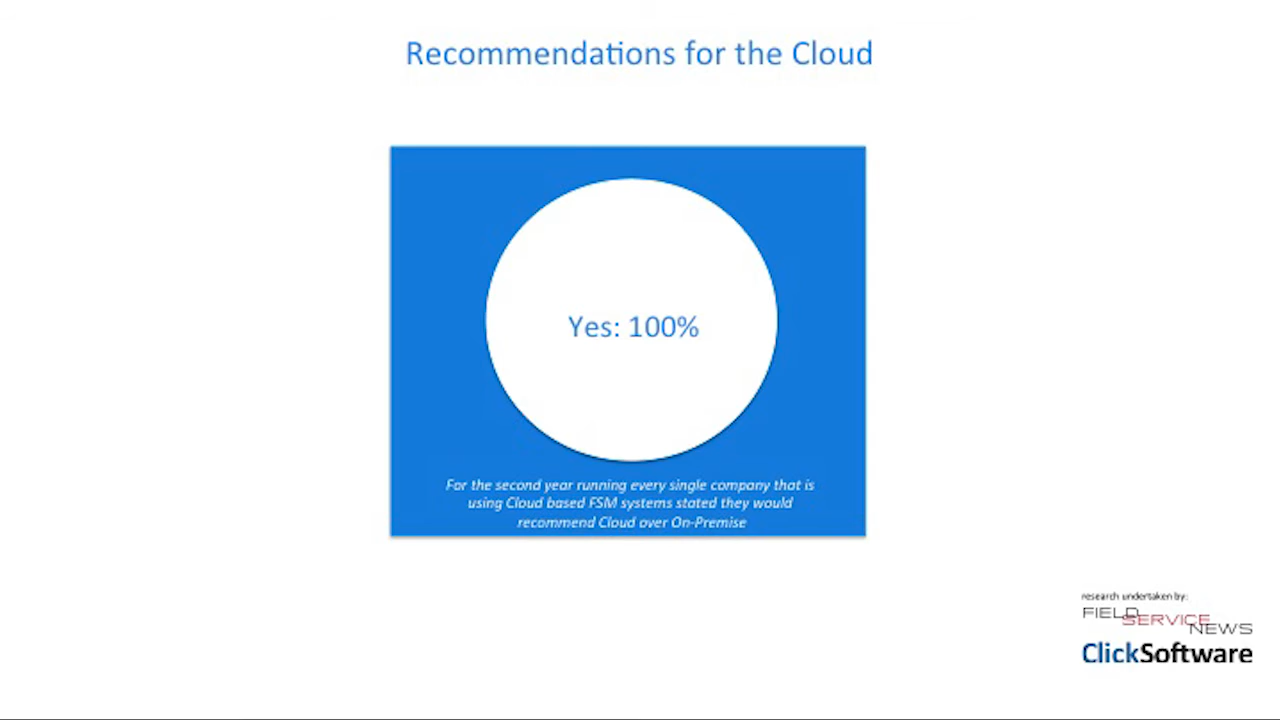 Recommendations for the Cloud
Yes: 100%
For the second year running every single company that is
using Cloud based FSM systems stated they would
recommend Cloud over On-Premise
research undertaken by:
FIELD
SERVICE
NEWS
ClickSoftware